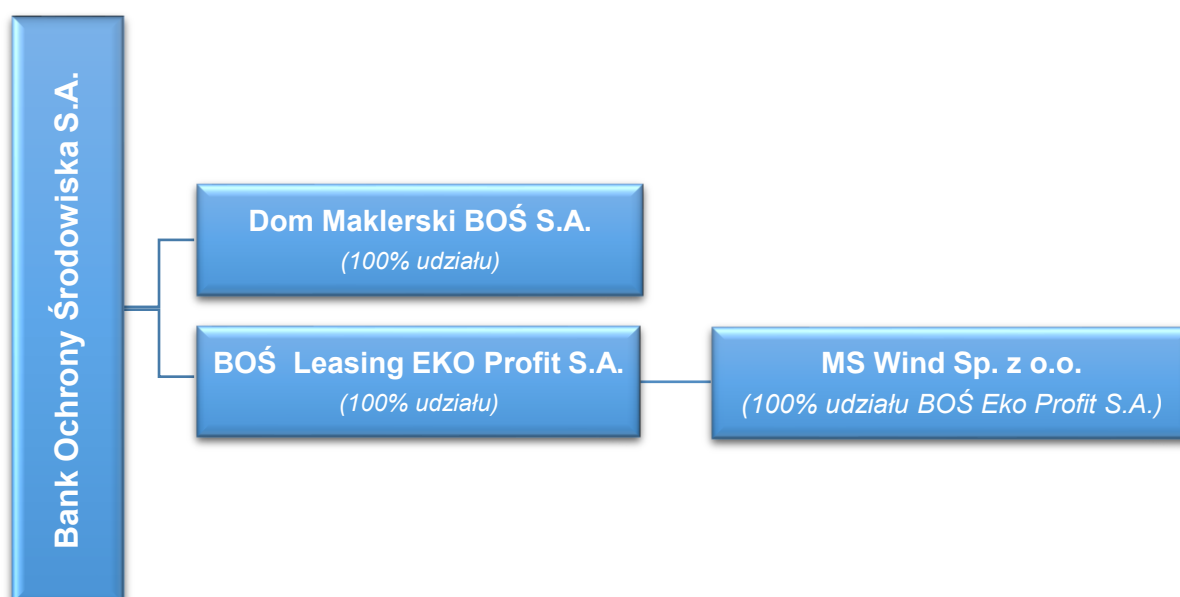 Bank Ochrony Środowiska S.A.
Dom Maklerski BOŚ S.A.
(100% udziału)
BOŚ  Leasing EKO Profit S.A.
(100% udziału)
MS Wind Sp. z o.o.
(100% udziału BOŚ Eko Profit S.A.)